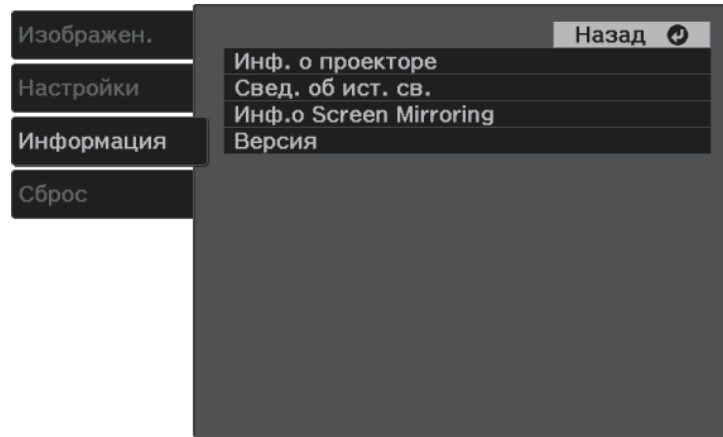 Изображен.
Настройки
Информация
Сброс
Назад
Инф. о проекторе
Свед. об ист. св.
Инф.о Screen Mirroring
Версия